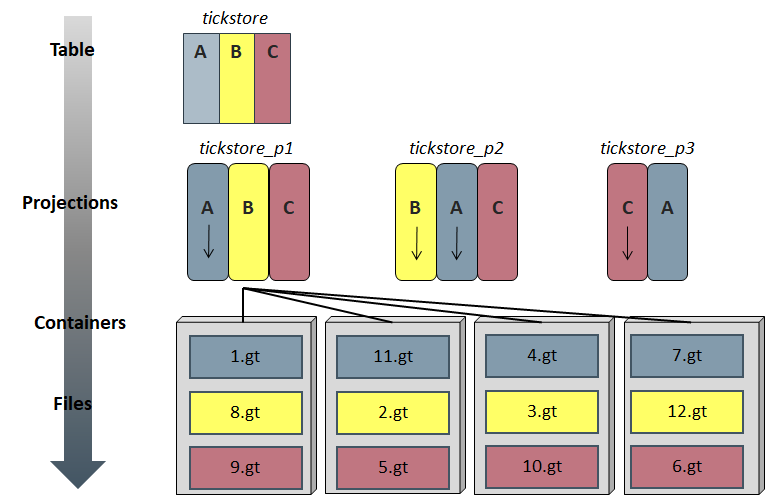 tickstore
Table
A B C
tickstore_p1 tickstore_p2 tickstore_p3
Projections
A B C B A C C A
Containers
1.gt 11.gt 4.gt 7.gt
Files
8.gt 2.gt 3.gt 12.gt
9.gt 5.gt 10.gt 6.gt